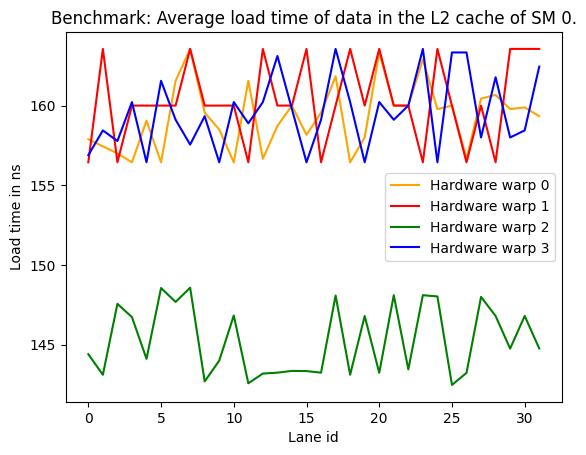 Benchmark: Average load time of data in the L2 cache of SM 0.
Load time in ns
160
155
150
145
Hardware warp 0
Hardware warp 1
Hardware warp 2
Hardware warp 3
0 5 10 15 20 25 30
Lane id